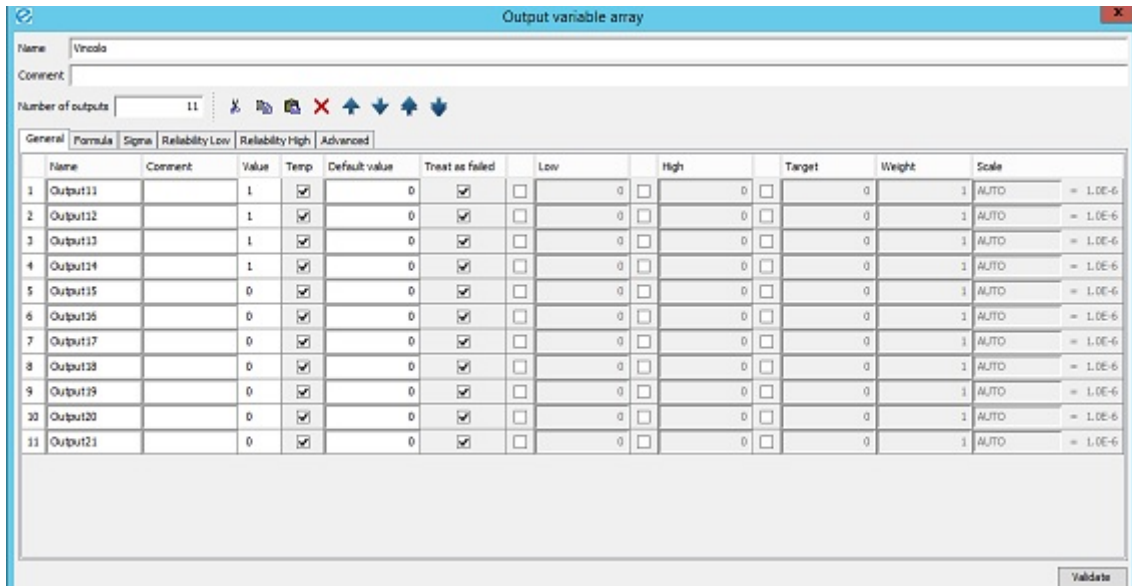 Output variable array
x
Name Vincolo
Comment
Number of outputs 11
General Formula Sigma Reliability Low Reliability High Advanced
Name Comment Value Temp Default value Treat as failed Low High Target Weight Scale
1 Output11 1 0 0 0 0 1 AUTO = 1.0E-6
2 Output12 1 0 0 0 0 1 AUTO = 1.0E-6
3 Output13 1 0 0 0 0 1 AUTO = 1.0E-6
4 Output14 1 0 0 0 0 1 AUTO = 1.0E-6
5 Output15 0 0 0 0 0 1 AUTO = 1.0E-6
6 Output16 0 0 0 0 0 1 AUTO = 1.0E-6
7 Output17 0 0 0 0 0 1 AUTO = 1.0E-6
8 Output18 0 0 0 0 0 1 AUTO = 1.0E-6
9 Output19 0 0 0 0 0 1 AUTO = 1.0E-6
10 Output20 0 0 0 0 0 1 AUTO = 1.0E-6
11 Output21 0 0 0 0 0 1 AUTO = 1.0E-6
Validate